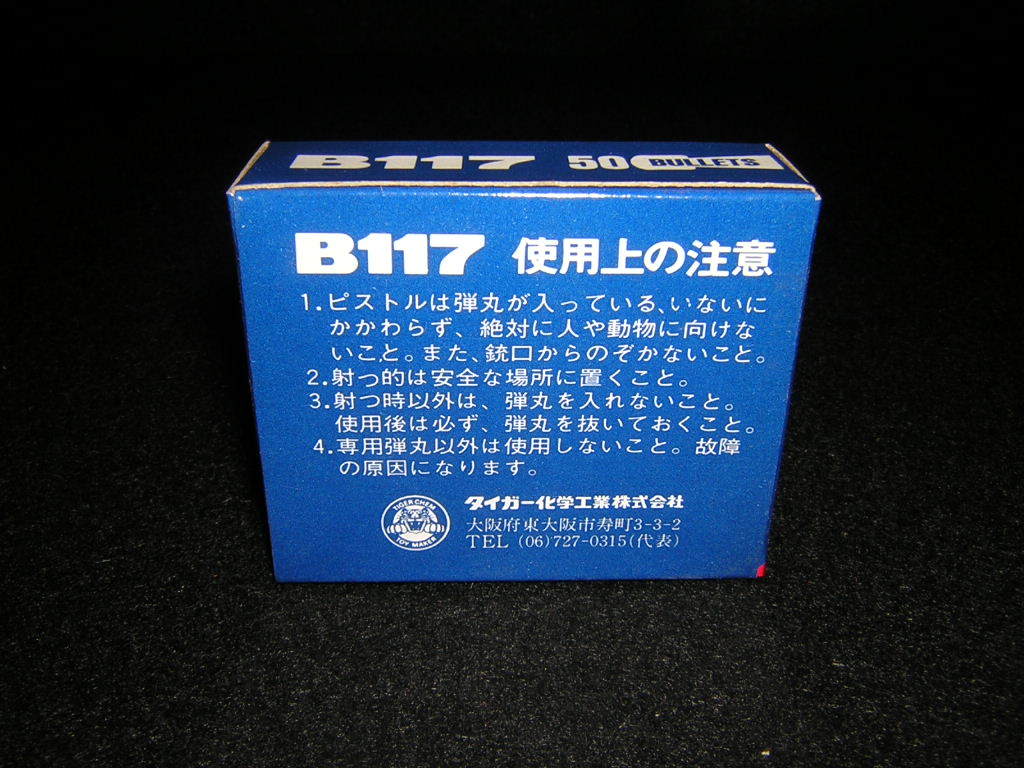 B117 50 BULLETS
B117 使用上の注意
1.ピストルは弾丸が入っている、いないに
かかわらず、絶対に人や動物に向けな
いこと。また、銃口からのぞかないこと。
2.射つ的は安全な場所に置くこと。
3.射つ時以外は、弾丸を入れないこと。
使用後は必ず、弾丸を抜いておくこと。
4.専用弾丸以外は使用しないこと。故障
の原因になります。
TIGER CHEM
TOY MAKER
タイガー化学工業株式会社
大阪府東大阪市寿町3-3-2
TEL (06)727-0315(代表)